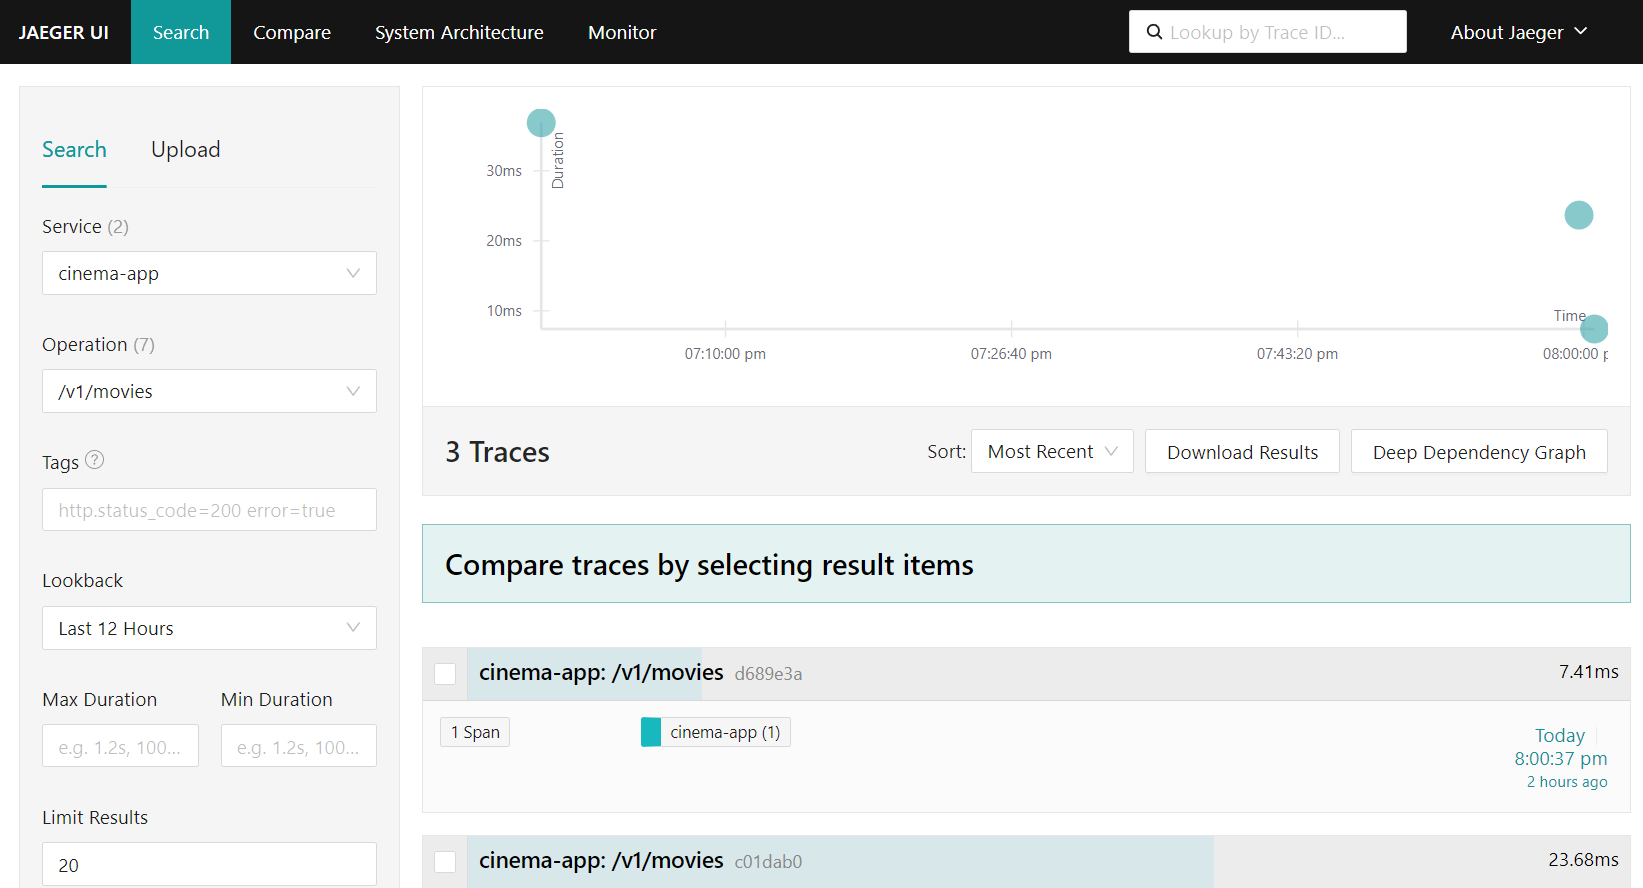 JAEGER UI Search Compare System Architecture Monitor Lookup by Trace ID... About Jaeger
Search Upload
Service (2)
cinema-app
Operation (7)
/v1/movies
Tags ?
http.status_code=200 error=true
Lookback
Last 12 Hours
Max Duration Min Duration
e.g. 1.2s, 100... e.g. 1.2s, 100...
Limit Results
20
Duration
30ms
20ms
10ms
Time
07:10:00 pm 07:26:40 pm 07:43:20 pm 08:00:00 p
3 Traces Sort: Most Recent Download Results Deep Dependency Graph
Compare traces by selecting result items
cinema-app: /v1/movies d689e3a 7.41ms
1 Span cinema-app (1)
Today
8:00:37 pm
2 hours ago
cinema-app: /v1/movies c01dab0 23.68ms